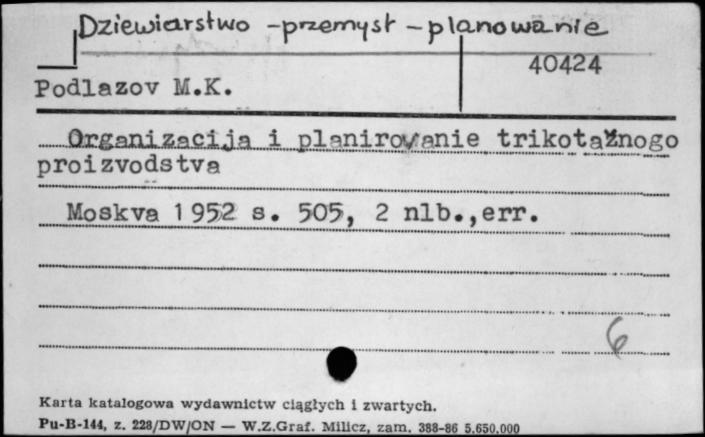 Dziewiarstwo - przemysł - planowanie
40424
Podlazov M.K.
Organizacija i planirovanie trikotažnogo
proizvodstva
Moskva 1952 s. 505, 2 nlb.,err.
6
Karta katalogowa wydawnictw ciągłych i zwartych.
Pu-B-144, z. 228/DW/ON — W.Z.Graf. Milicz, zam. 388-86 5.650.000